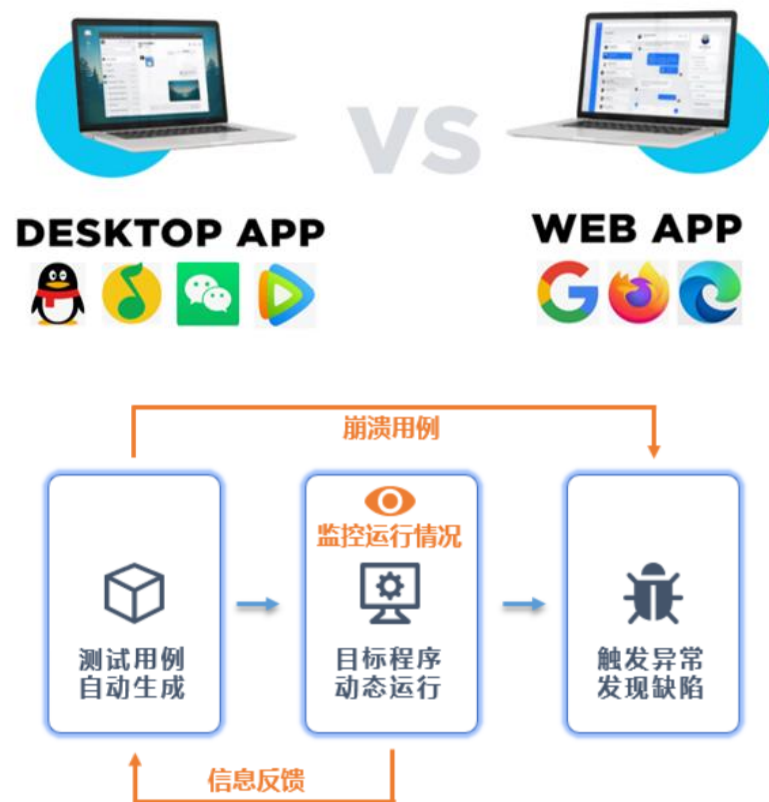 VS
DESKTOP APP
WEB APP
崩溃用例
监控运行情况
测试用例
自动生成
目标程序
动态运行
触发异常
发现缺陷
信息反馈